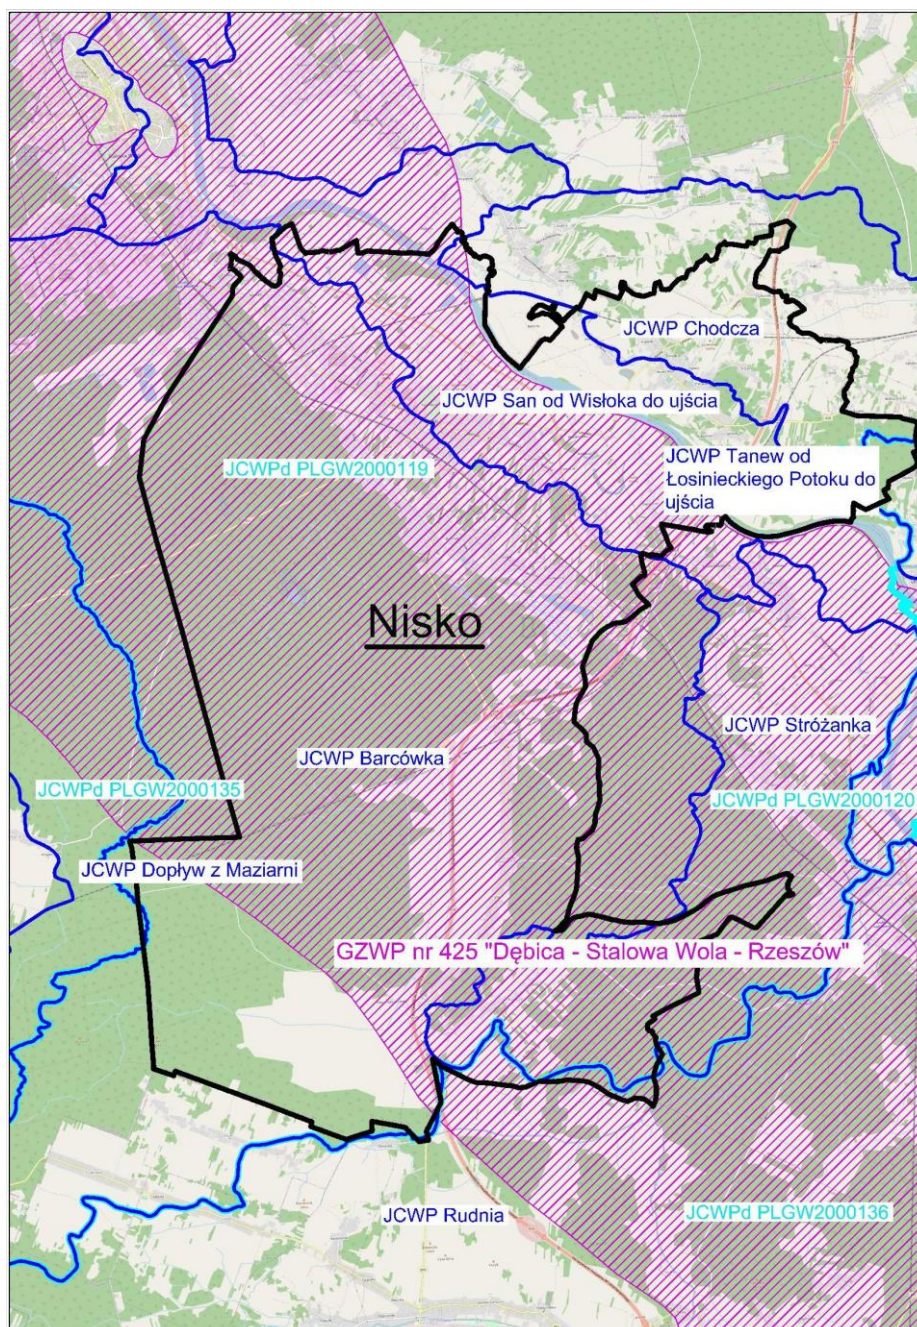 JCWP Chodcza
JCWP San od Wisłoka do ujścia
JCWP Tanew od
Łosinieckiego Potoku do
ujścia
JCWPd PLGW2000119
Nisko
JCWP Stróżanka
JCWP Barcówka
JCWPd PLGW2000135
JCWPd PLGW2000120
JCWP Dopływ z Maziarni
GZWP nr 425 "Dębica - Stalowa Wola - Rzeszów"
JCWP Rudnia
JCWPd PLGW2000136